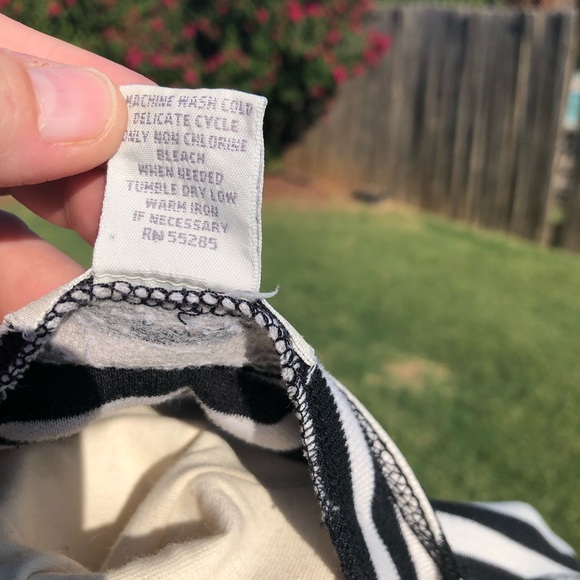 MACHINE WASH COLD
DELICATE CYCLE
ONLY NON CHLORINE
BLEACH
WHEN NEEDED
TUMBLE DRY LOW
WARM IRON
IF NECESSARY
RN 55285